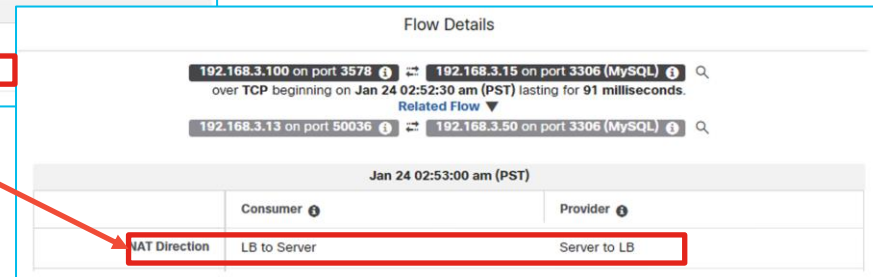 Flow Details
192.168.3.100 on port 3578 192.168.3.15 on port 3306 (MySQL)
over TCP beginning on Jan 24 02:52:30 am (PST) lasting for 91 milliseconds.
Related Flow ▼
192.168.3.13 on port 50036 192.168.3.50 on port 3306 (MySQL)
Jan 24 02:53:00 am (PST)
Consumer Provider
NAT Direction LB to Server Server to LB